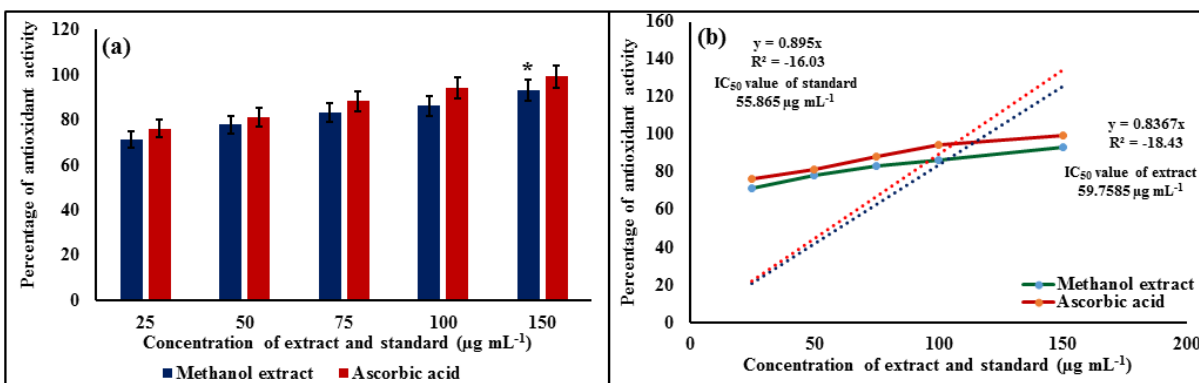 (a)
Percentage of antioxidant activity
120
100
80
60
40
20
0
*
25 50 75 100 150
Concentration of extract and standard (µg mL⁻¹)
Methanol extract Ascorbic acid
(b)
Percentage of antioxidant activity
160
140
120
100
80
60
40
20
0
y = 0.895x
R² = -16.03
IC₅₀ value of standard
55.865 µg mL⁻¹
y = 0.8367x
R² = -18.43
IC₅₀ value of extract
59.7585 µg mL⁻¹
Methanol extract
Ascorbic acid
0 50 100 150 200
Concentration of extract and standard (µg mL⁻¹)